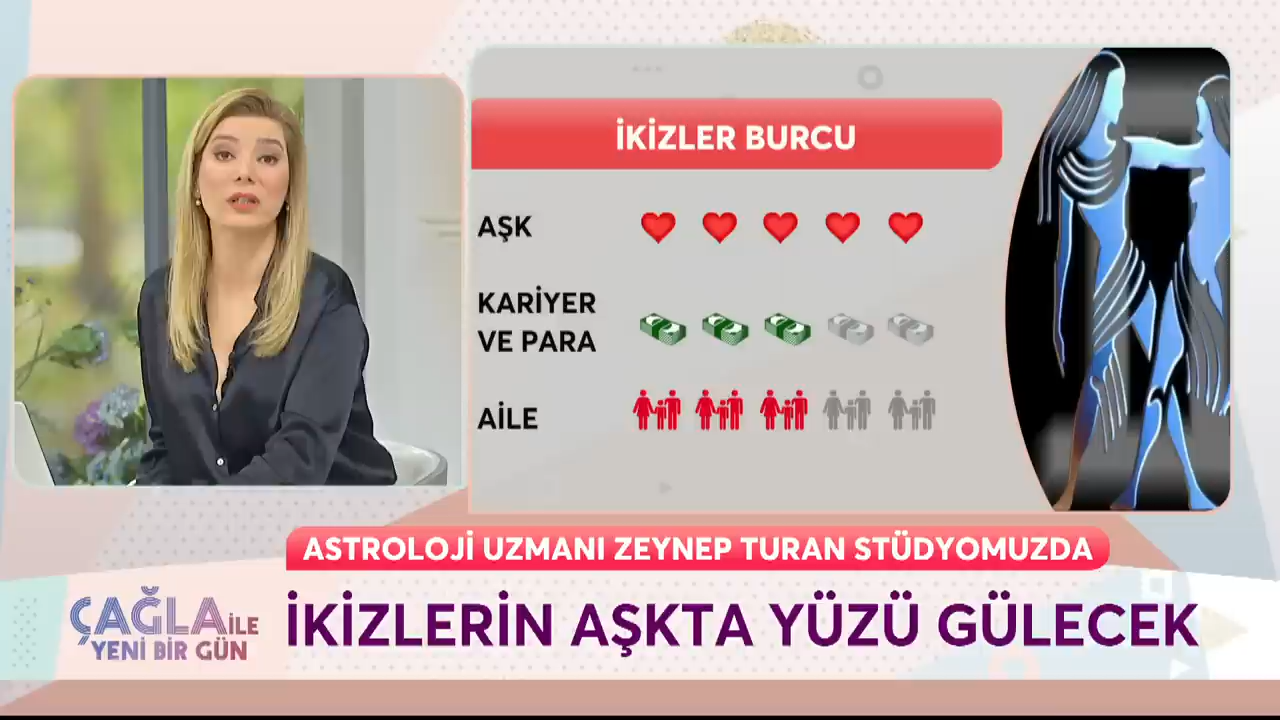 İKİZLER BURCU
AŞK
KARİYER
VE PARA
AİLE
ASTROLOJİ UZMANI ZEYNEP TURAN STÜDYOMUZDA
ÇAĞLA İLE
YENİ BİR GÜN
İKİZLERİN AŞKTA YÜZÜ GÜLECEK